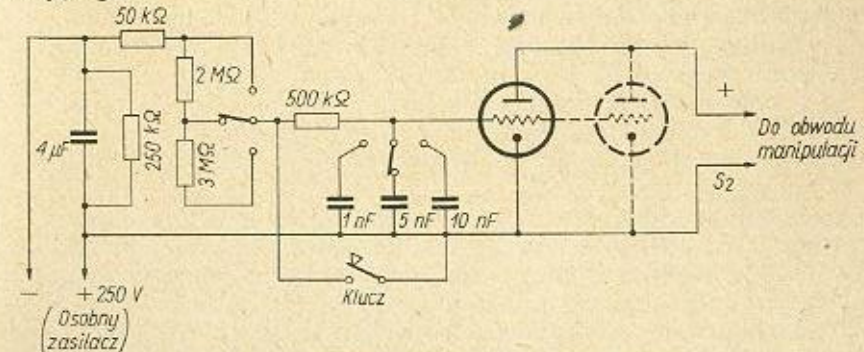 50 kΩ
2 MΩ
500 kΩ
4 μF
250 kΩ
3 MΩ
1 nF
5 nF
10 nF
Klucz
+
Do obwodu
manipulacji
S2
−
+ 250 V
(Osobny
zasilacz)